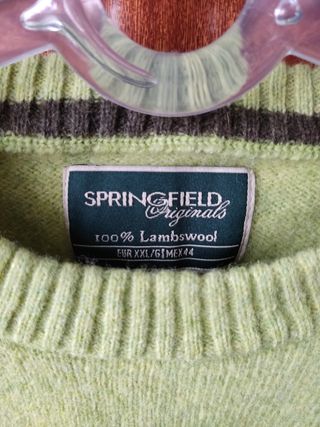 SPRINGFIELD
Originals
100% Lambswool
EUR XXL/G|MEX 44